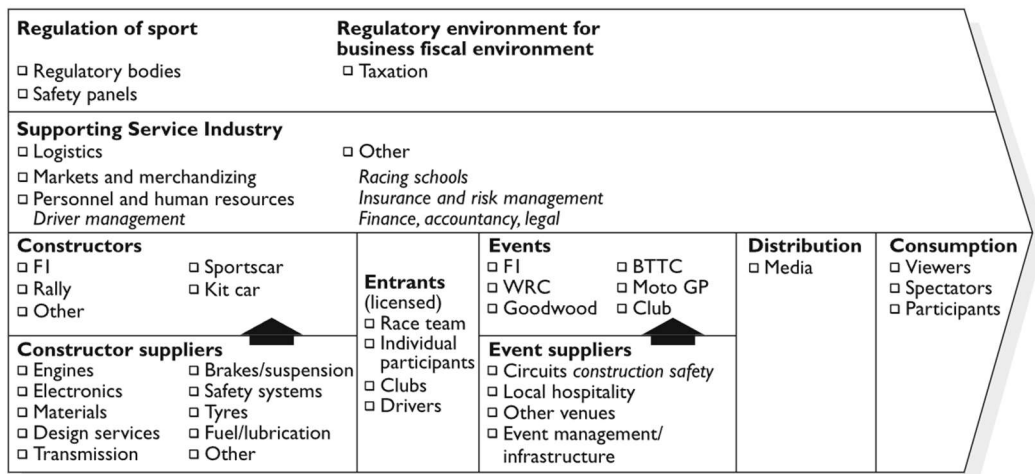 Regulation of sport
Regulatory bodies
Safety panels
Regulatory environment for
business fiscal environment
Taxation
Supporting Service Industry
Logistics
Markets and merchandizing
Personnel and human resources
Driver management
Other
Racing schools
Insurance and risk management
Finance, accountancy, legal
Constructors
F1
Rally
Other
Sportscar
Kit car
Constructor suppliers
Engines
Electronics
Materials
Design services
Transmission
Brakes/suspension
Safety systems
Tyres
Fuel/lubrication
Other
Entrants
(licensed)
Race team
Individual
participants
Clubs
Drivers
Events
F1
WRC
Goodwood
BTTC
Moto GP
Club
Event suppliers
Circuits construction safety
Local hospitality
Other venues
Event management/
infrastructure
Distribution
Media
Consumption
Viewers
Spectators
Participants